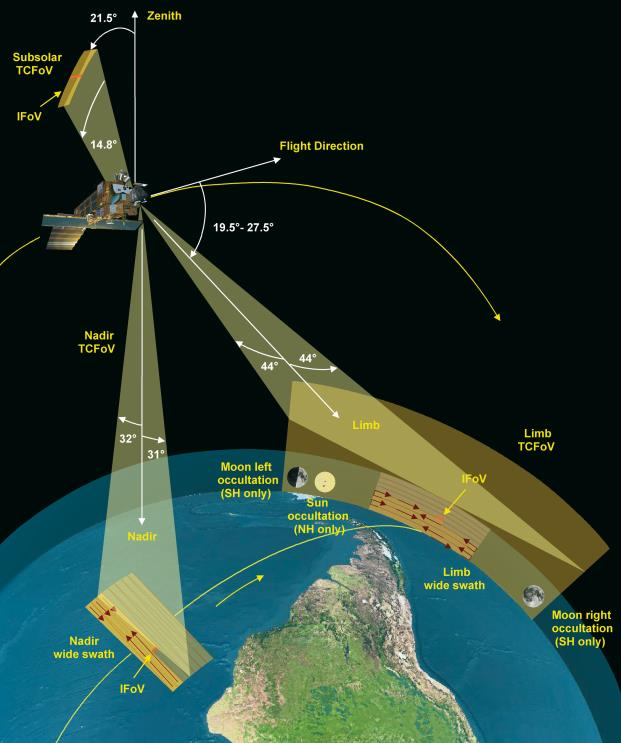 21.5°
Zenith
Subsolar
TCFoV
IFoV
14.8°
Flight Direction
19.5°- 27.5°
Nadir
TCFoV
44°
44°
Limb
Limb
TCFoV
32°
31°
Moon left
occultation
(SH only)
Sun
occultation
(NH only)
IFoV
Nadir
Limb
wide swath
Moon right
occultation
(SH only)
Nadir
wide swath
IFoV